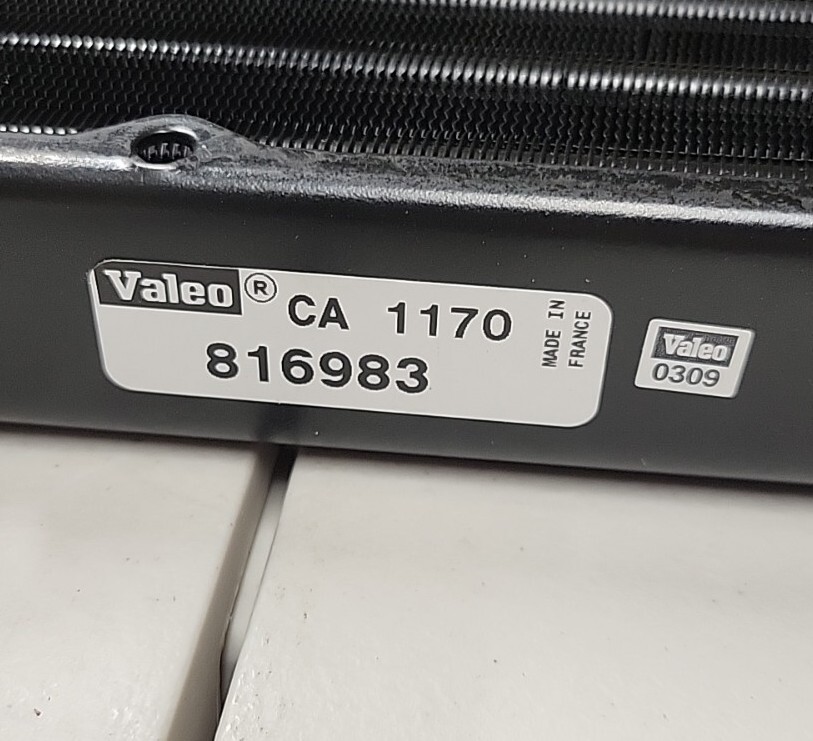 Valeo ® CA 1170
816983
MADE IN
FRANCE
Valeo
0309